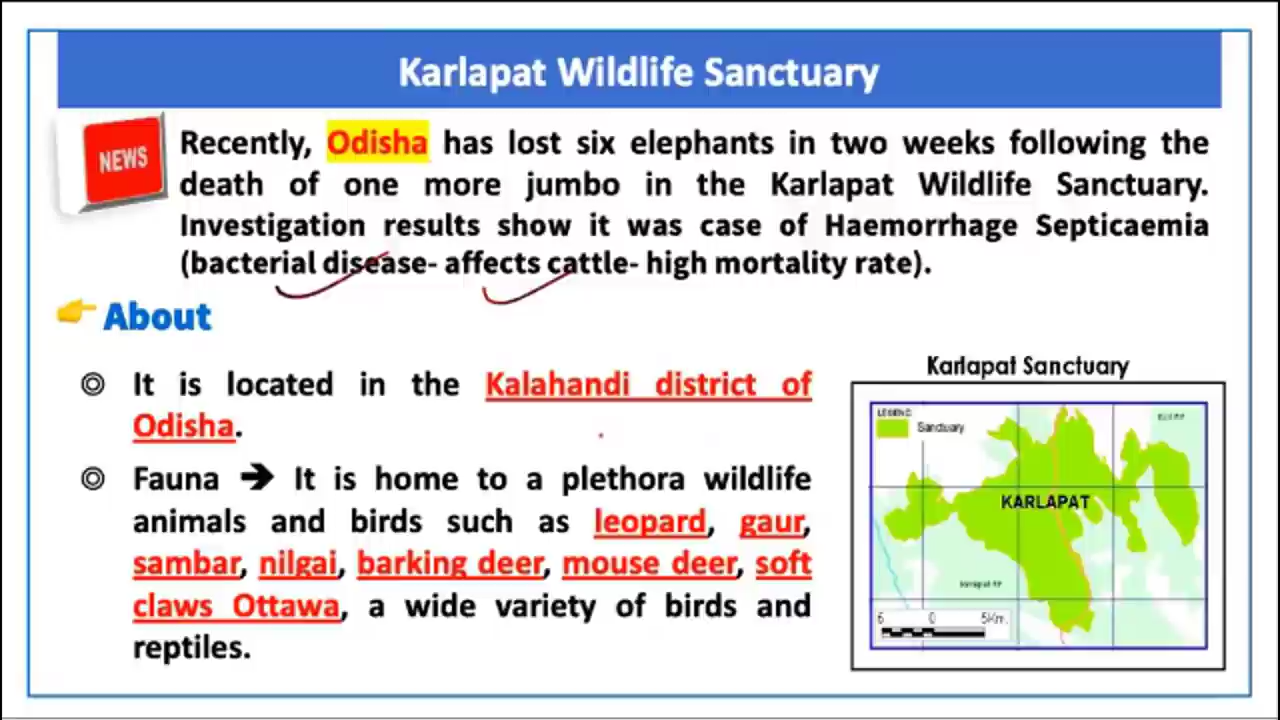 Karlapat Wildlife Sanctuary
NEWS
Recently, Odisha has lost six elephants in two weeks following the
death of one more jumbo in the Karlapat Wildlife Sanctuary.
Investigation results show it was case of Haemorrhage Septicaemia
(bacterial disease- affects cattle- high mortality rate).
About
It is located in the Kalahandi district of
Odisha.
Fauna ➔ It is home to a plethora wildlife
animals and birds such as leopard, gaur,
sambar, nilgai, barking deer, mouse deer, soft
claws Ottawa, a wide variety of birds and
reptiles.
Karlapat Sanctuary
LEGEND
Sanctuary
KARLAPAT
0 5Km.